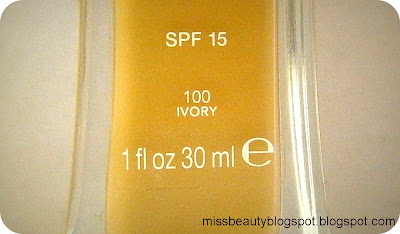 SPF 15
100
IVORY
1 fl oz 30 ml ℮
missbeautyblogspot.blogspot.com